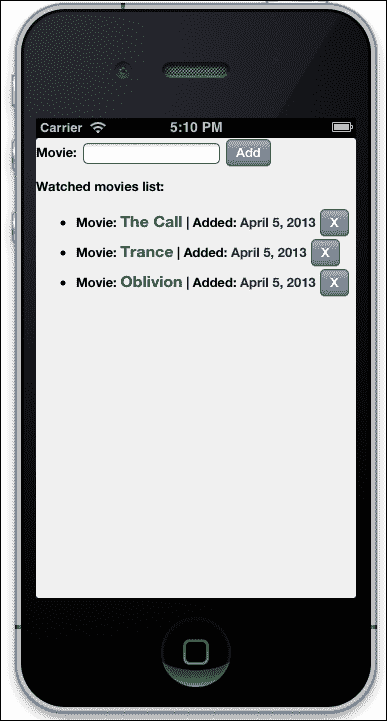 Carrier 5:10 PM
Movie: Add
Watched movies list:
• Movie: The Call | Added: April 5, 2013 X
• Movie: Trance | Added: April 5, 2013 X
• Movie: Oblivion | Added: April 5, 2013 X